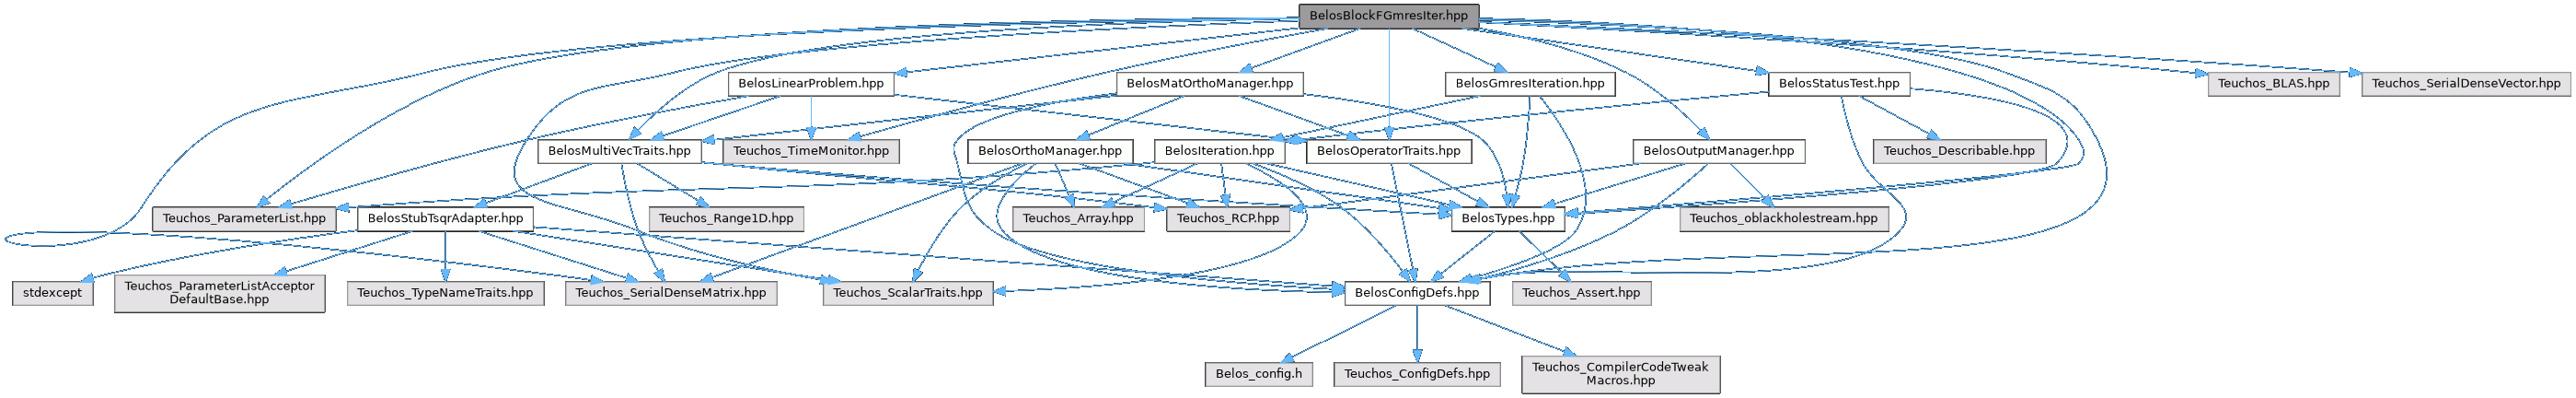 BelosBlockFGmresIter.hpp
BelosLinearProblem.hpp
BelosMatOrthoManager.hpp
BelosGmresIteration.hpp
BelosStatusTest.hpp
Teuchos_BLAS.hpp
Teuchos_SerialDenseVector.hpp
BelosMultiVecTraits.hpp
Teuchos_TimeMonitor.hpp
BelosOrthoManager.hpp
BelosIteration.hpp
BelosOperatorTraits.hpp
BelosOutputManager.hpp
Teuchos_Describable.hpp
Teuchos_ParameterList.hpp
BelosStubTsqrAdapter.hpp
Teuchos_Range1D.hpp
Teuchos_Array.hpp
Teuchos_RCP.hpp
BelosTypes.hpp
Teuchos_oblackholestream.hpp
stdexcept
Teuchos_ParameterListAcceptor
DefaultBase.hpp
Teuchos_TypeNameTraits.hpp
Teuchos_SerialDenseMatrix.hpp
Teuchos_ScalarTraits.hpp
BelosConfigDefs.hpp
Teuchos_Assert.hpp
Belos_config.h
Teuchos_ConfigDefs.hpp
Teuchos_CompilerCodeTweak
Macros.hpp